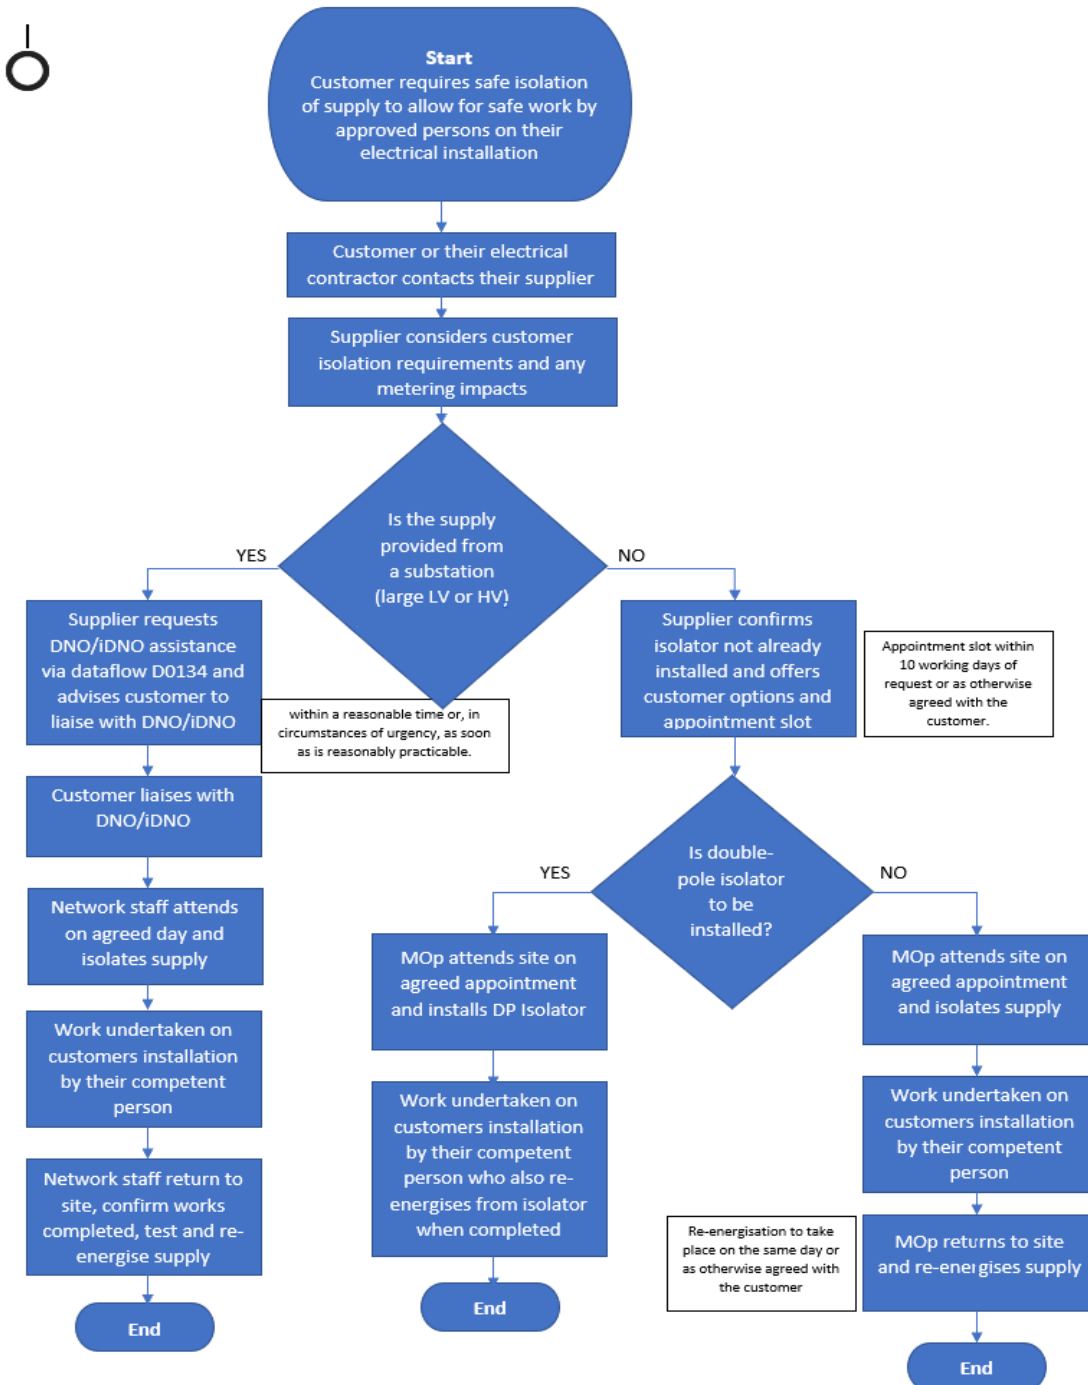 Start
Customer requires safe isolation
of supply to allow for safe work by
approved persons on their
electrical installation
Customer or their electrical
contractor contacts their supplier
Supplier considers customer
isolation requirements and any
metering impacts
Is the supply
provided from
a substation
(large LV or HV)
YES
NO
Supplier requests
DNO/iDNO assistance
via dataflow D0134 and
advises customer to
liaise with DNO/iDNO
within a reasonable time or, in
circumstances of urgency, as soon
as is reasonably practicable.
Supplier confirms
isolator not already
installed and offers
customer options and
appointment slot
Appointment slot within
10 working days of
request or as otherwise
agreed with the
customer.
Customer liaises with
DNO/iDNO
Is double-
pole isolator
to be
installed?
YES
NO
Network staff attends
on agreed day and
isolates supply
MOp attends site on
agreed appointment
and installs DP Isolator
MOp attends site on
agreed appointment
and isolates supply
Work undertaken on
customers installation
by their competent
person
Work undertaken on
customers installation
by their competent
person who also re-
energises from isolator
when completed
Work undertaken on
customers installation
by their competent
person
Network staff return to
site, confirm works
completed, test and re-
energise supply
Re-energisation to take
place on the same day or
as otherwise agreed with
the customer
MOp returns to site
and re-energises supply
End
End
End